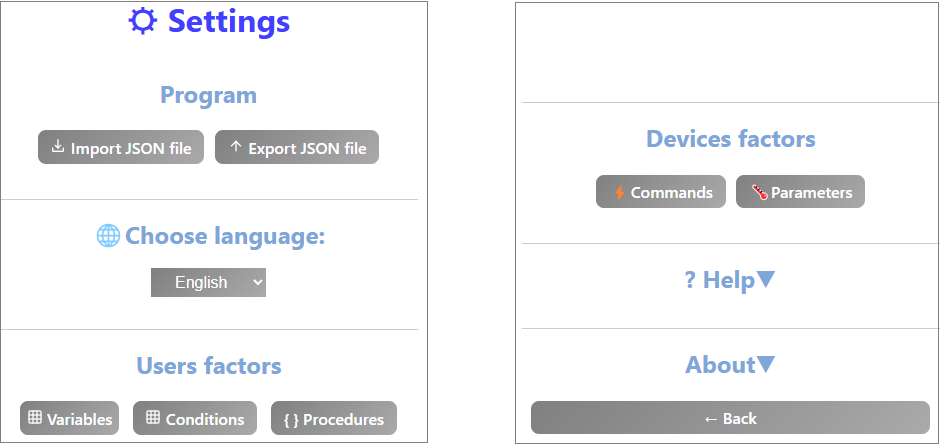 Settings
Program
Import JSON file
Export JSON file
Choose language:
English
Users factors
Variables
Conditions
{ } Procedures
Devices factors
Commands
Parameters
? Help▼
About▼
← Back